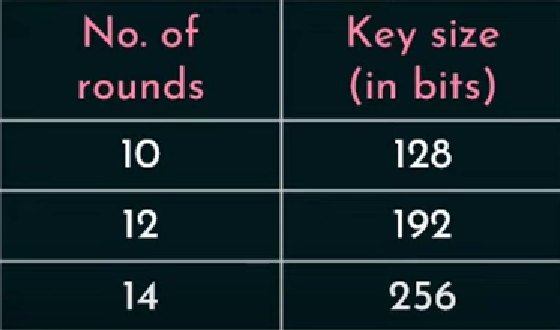 No. of rounds | Key size (in bits)
10 | 128
12 | 192
14 | 256